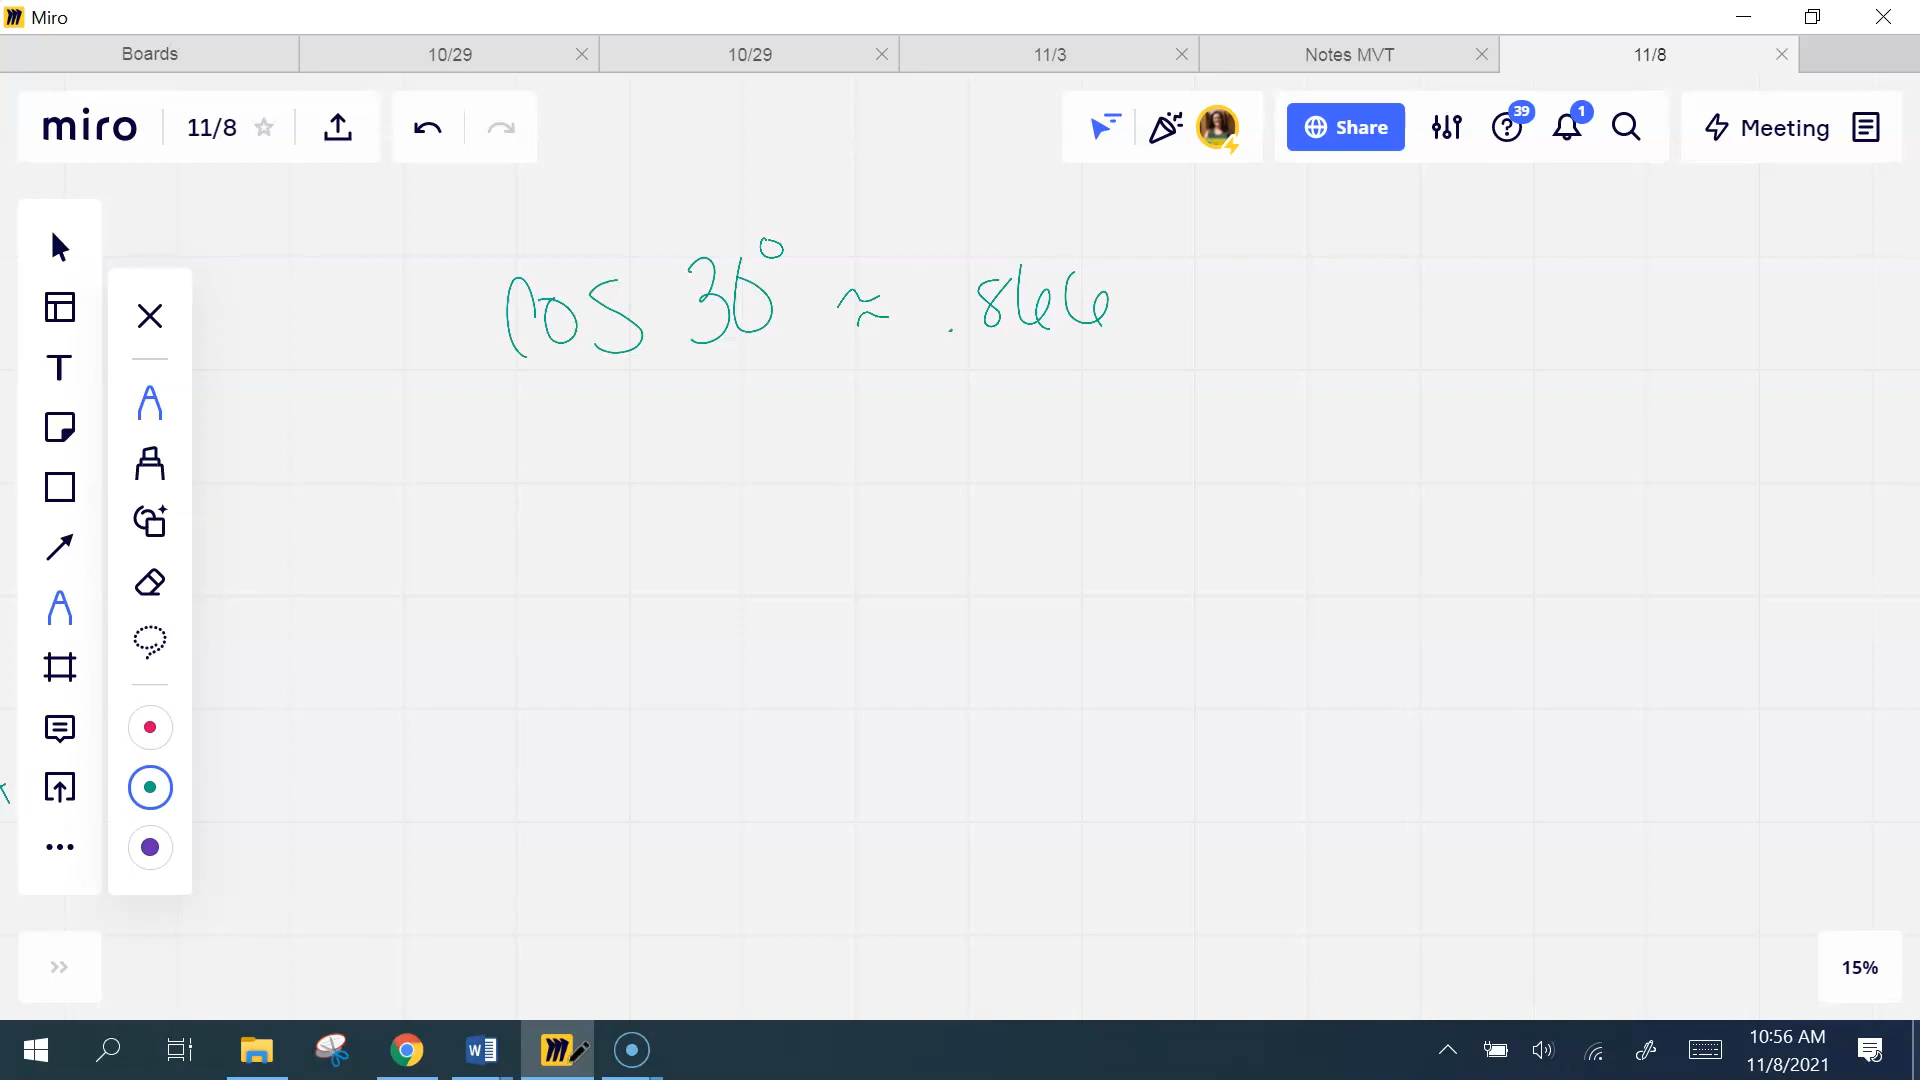 Miro
Boards 10/29 10/29 11/3 Notes MVT 11/8
miro 11/8 Share 39 1 Meeting
cos 30° ≈ .866
T
15%
10:56 AM
11/8/2021